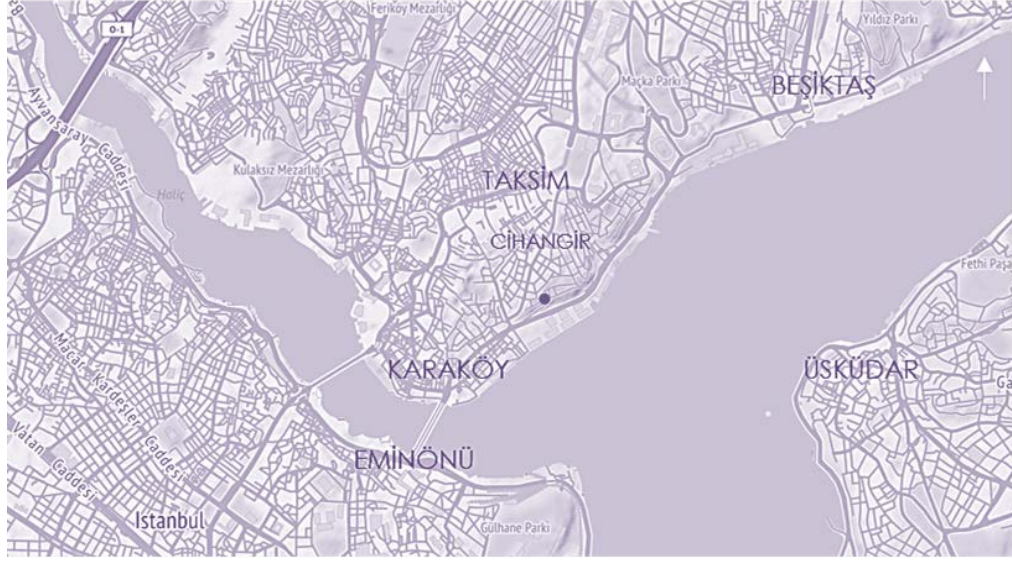 Feriköy Mezarlığı
Yıldız Parkı
O-1
Maçka Parkı
BEŞİKTAŞ
Ayvansaray Caddesi
Kulaksız Mezarlığı
TAKSİM
Haliç
CİHANGİR
Fethi Paşa
Macar Kardeşler Caddesi
KARAKÖY
ÜSKÜDAR
Vatan Caddesi
EMİNÖNÜ
İstanbul
Gülhane Parkı